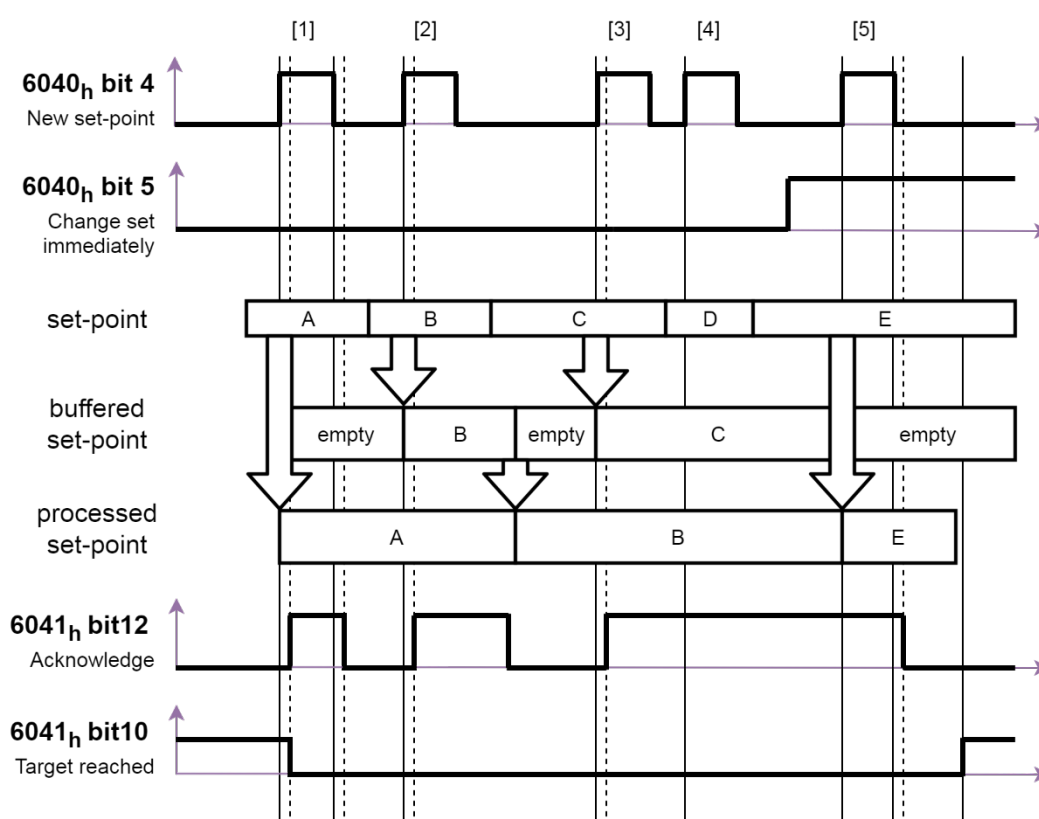 [1] [2] [3] [4] [5]
6040h bit 4
New set-point
6040h bit 5
Change set
immediately
set-point
A B C D E
buffered
set-point
empty B empty C empty
processed
set-point
A B E
6041h bit12
Acknowledge
6041h bit10
Target reached